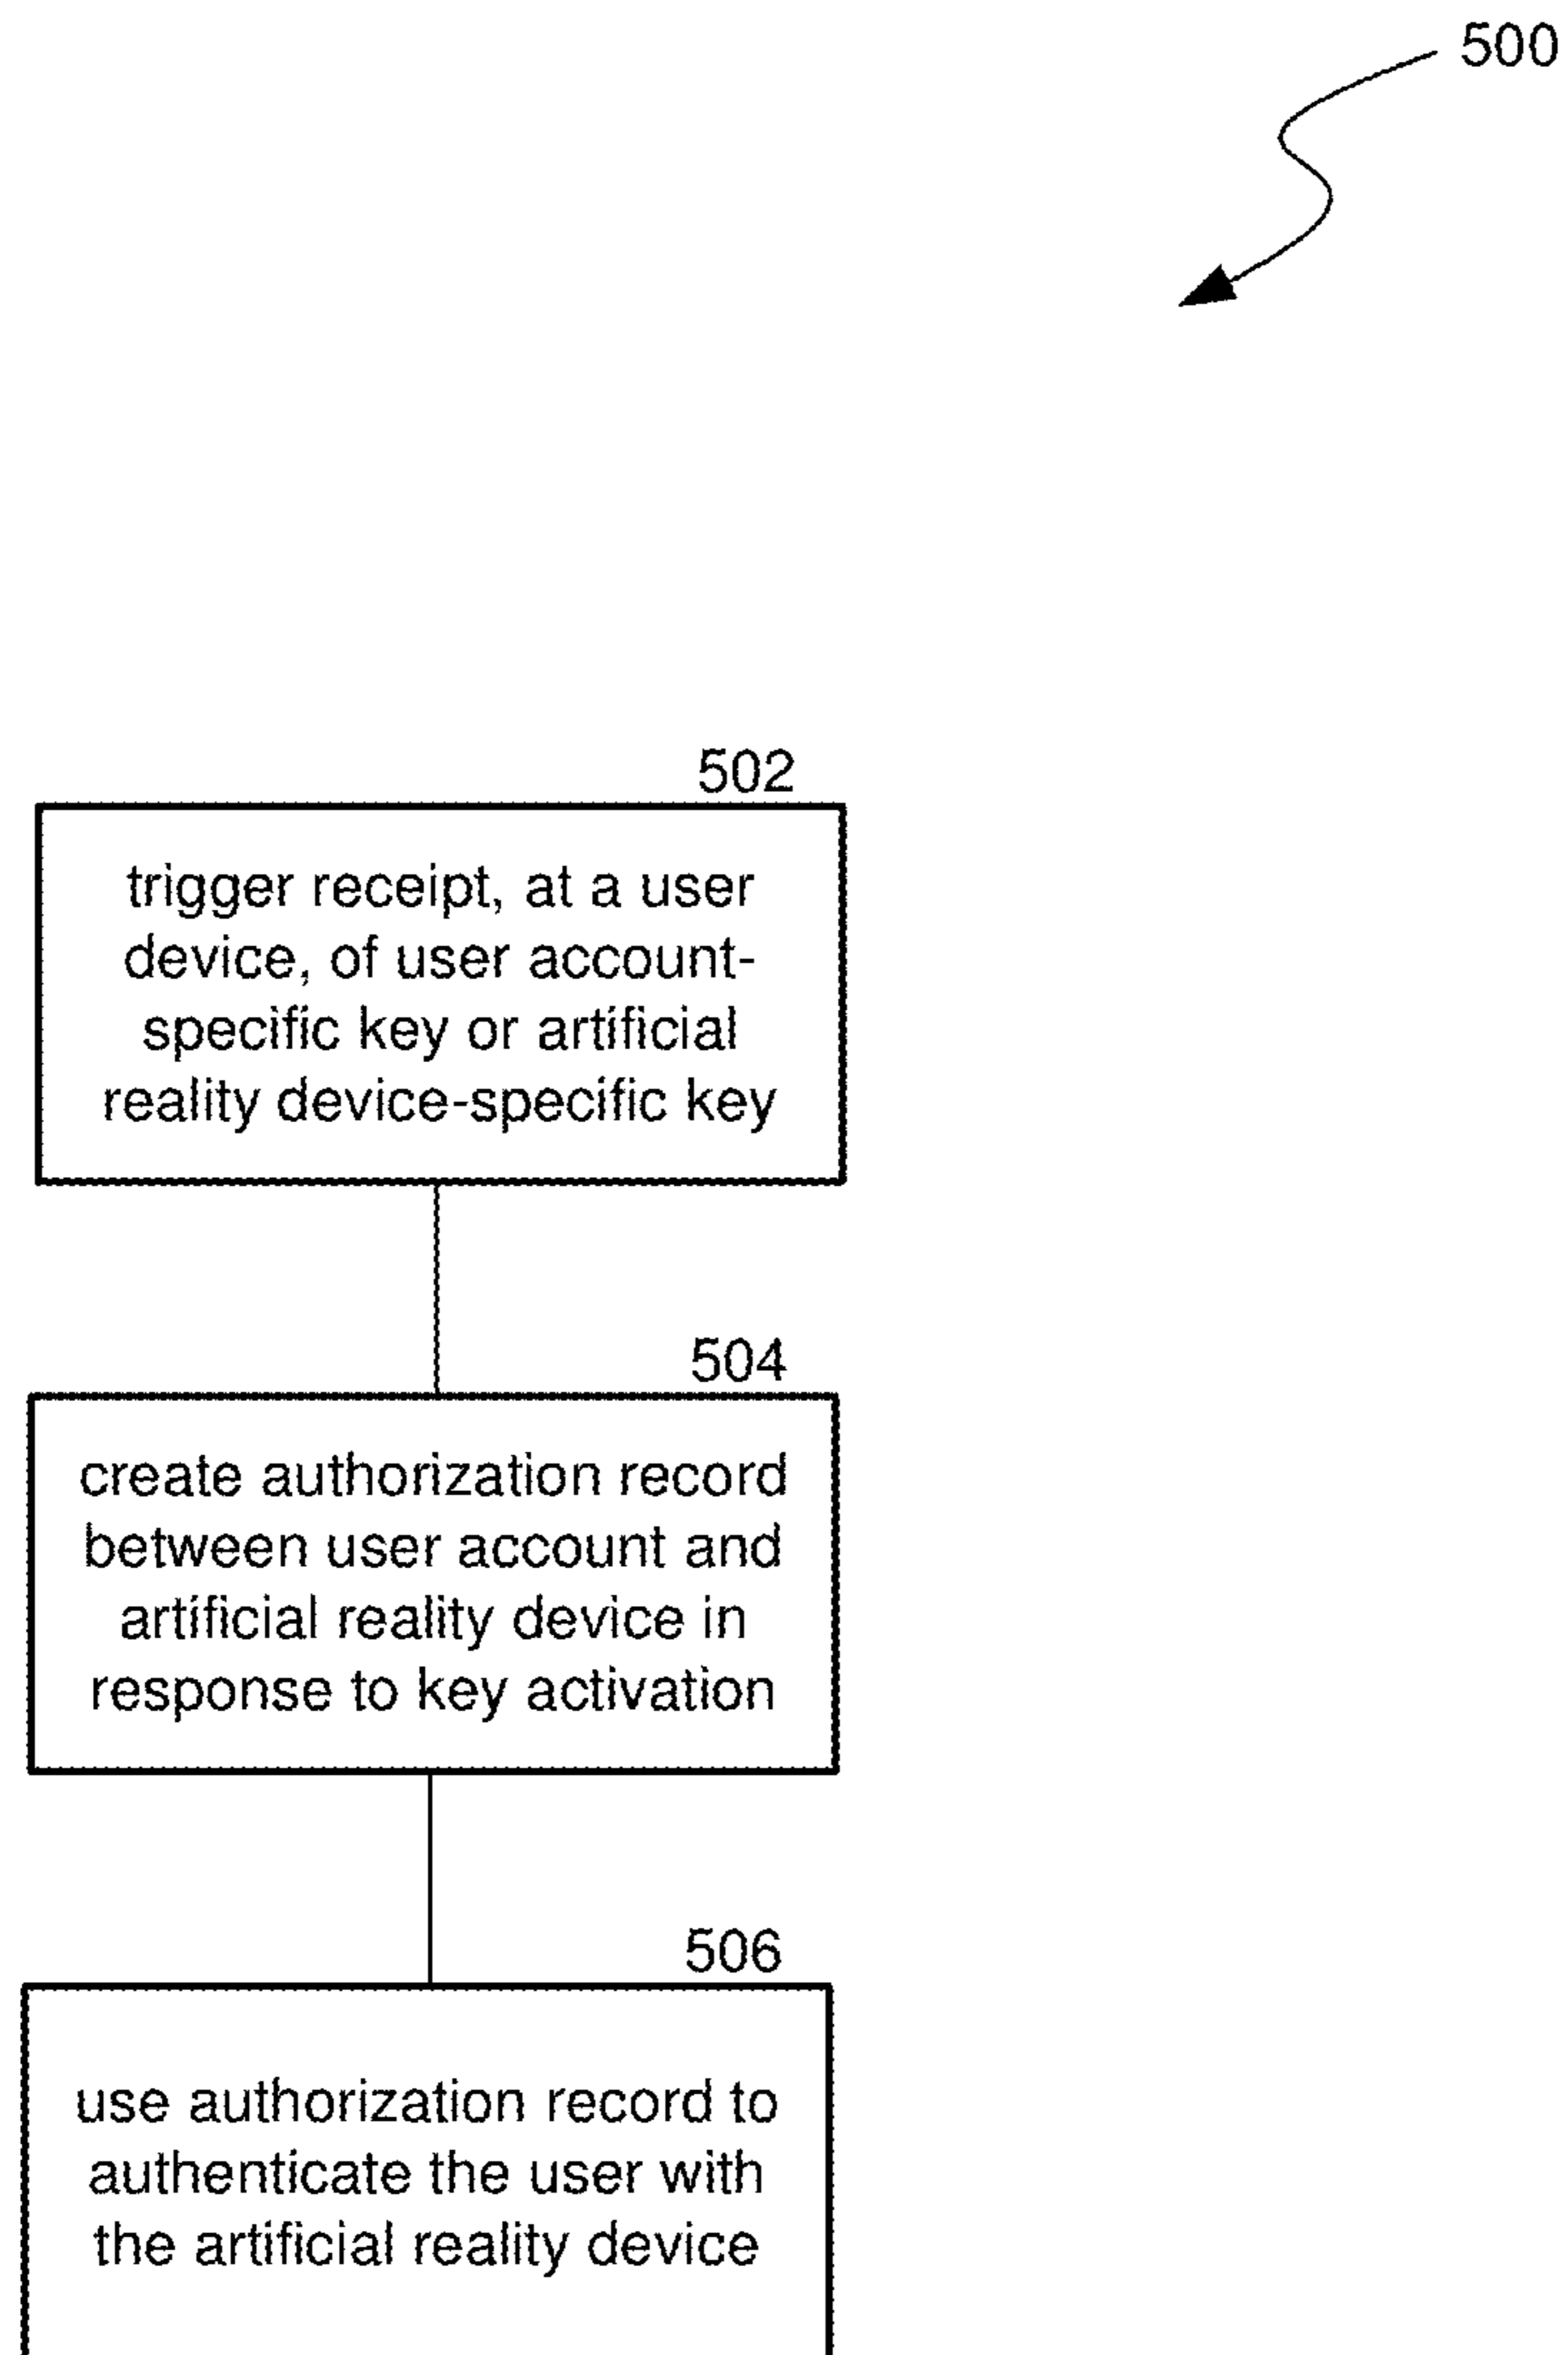 500
502
trigger receipt, at a user
device, of user account-
specific key or artificial
reality device-specific key
504
create authorization record
between user account and
artificial reality device in
response to key activation
506
use authorization record to
authenticate the user with
the artificial reality device